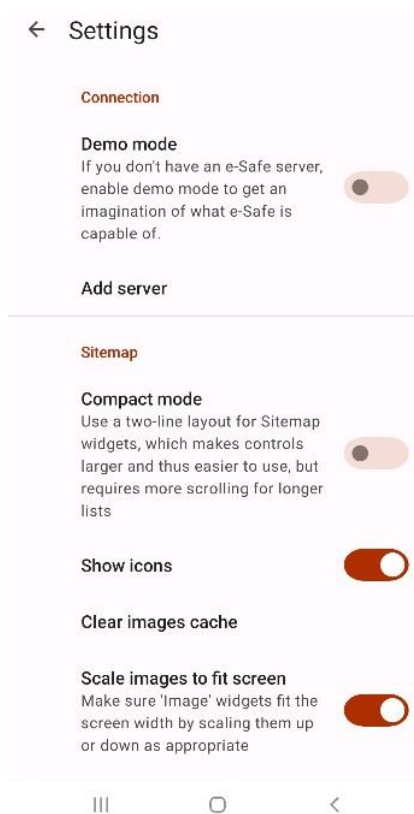 Settings
Connection
Demo mode
If you don't have an e-Safe server,
enable demo mode to get an
imagination of what e-Safe is
capable of.
Add server
Sitemap
Compact mode
Use a two-line layout for Sitemap
widgets, which makes controls
larger and thus easier to use, but
requires more scrolling for longer
lists
Show icons
Clear images cache
Scale images to fit screen
Make sure 'Image' widgets fit the
screen width by scaling them up
or down as appropriate